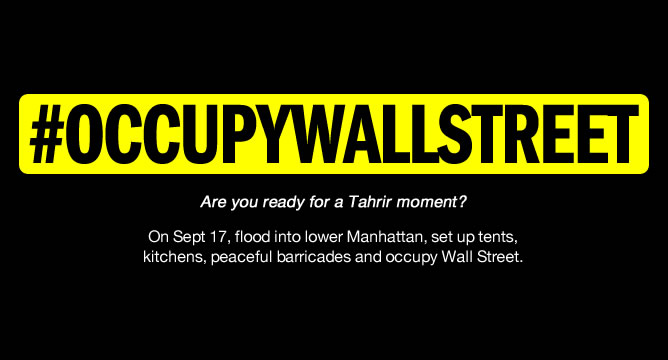 #OCCUPYWALLSTREET
Are you ready for a Tahrir moment?
On Sept 17, flood into lower Manhattan, set up tents,
kitchens, peaceful barricades and occupy Wall Street.